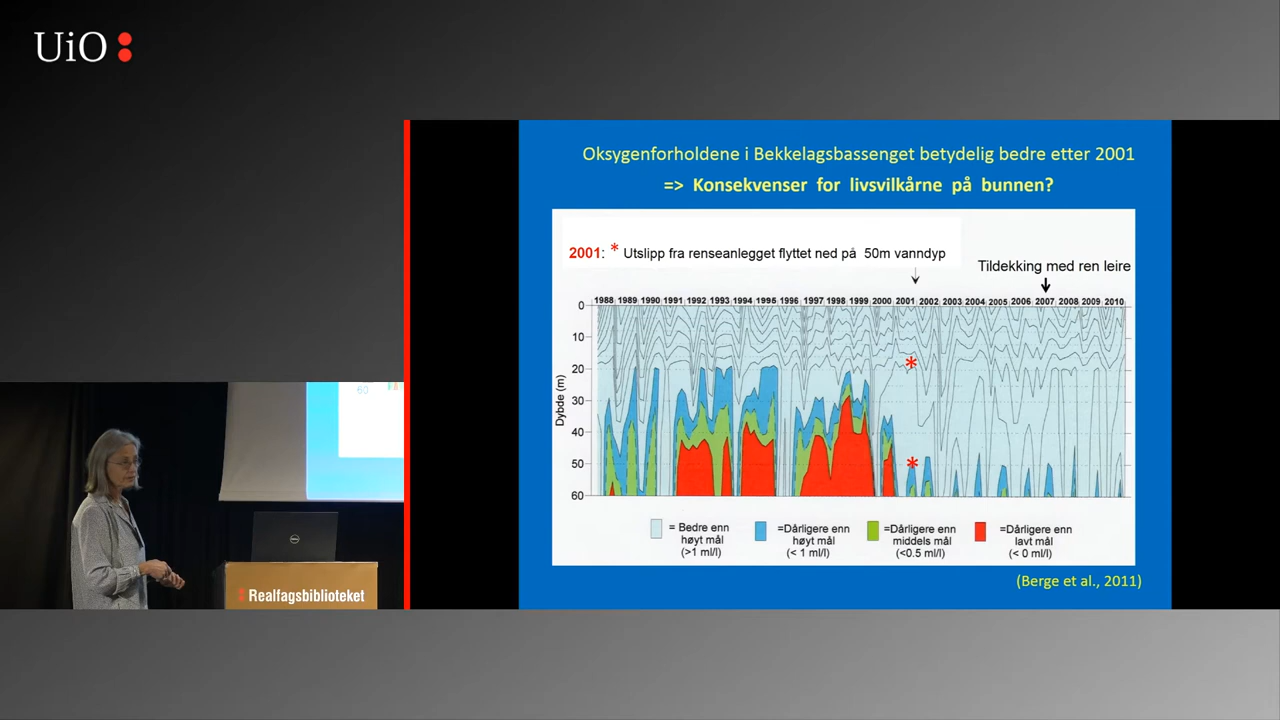 UiO:
Oksygenforholdene i Bekkelagsbassenget betydelig bedre etter 2001
=> Konsekvenser for livsvilkårne på bunnen?
2001: * Utslipp fra renseanlegget flyttet ned på 50m vanndyp
Tildekking med ren leire
1988 1989 1990 1991 1992 1993 1994 1995 1996 1997 1998 1999 2000 2001 2002 2003 2004 2005 2006 2007 2008 2009 2010
0
10
20
30
40
50
60
Dybde (m)
*
*
= Bedre enn
høyt mål
(>1 ml/l)
=Dårligere enn
høyt mål
(< 1 ml/l)
=Dårligere enn
middels mål
(<0.5 ml/l)
=Dårligere enn
lavt mål
(< 0 ml/l)
(Berge et al., 2011)
60
DELL
Realfagsbiblioteket